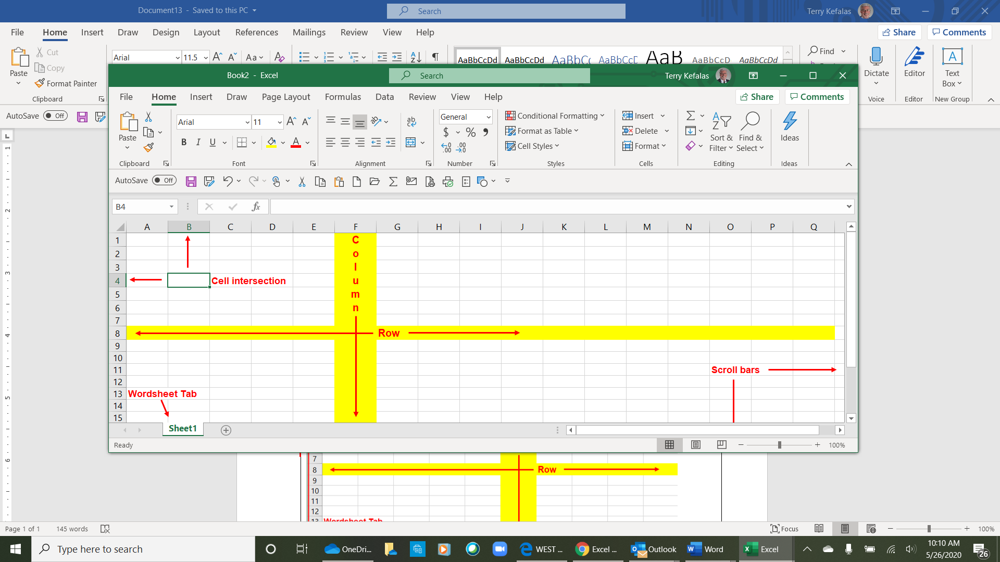 Document13 - Saved to this PC
Search
Terry Kefalas
File Home Insert Draw Design Layout References Mailings Review View Help
Share Comments
Cut
Copy
Format Painter
Paste
Clipboard
Arial 11.5
Aa
AaBbCcDd AaBbCcDd AaBbCc AaBbCcE AaB AaBbCcD AaBbCcDd
Find
Dictate
Voice
Editor
Editor
Text
Box
New Group
AutoSave Off
Book2 - Excel
Search
Terry Kefalas
File Home Insert Draw Page Layout Formulas Data Review View Help
Share Comments
Paste
Clipboard
Arial 11
B I U
A
Font
ab
c
Alignment
General
$ % ,
Number
Conditional Formatting
Format as Table
Cell Styles
Styles
Insert
Delete
Format
Cells
Sort &
Filter
Find &
Select
Editing
Ideas
Ideas
AutoSave Off
B4
fx
A B C D E F G H I J K L M N O P Q
1
2
3
4
5
6
7
8
9
10
11
12
13
14
15
C
o
l
u
m
n
Cell intersection
Row
Scroll bars
Wordsheet Tab
Sheet1
Ready
100%
7
8
9
10
11
12
13
Row
Wordsheet Tab
Page 1 of 1 145 words
Focus
100%
Type here to search
OneDri...
WEST ...
Excel ...
Outlook
Word
Excel
10:10 AM
5/26/2020
26